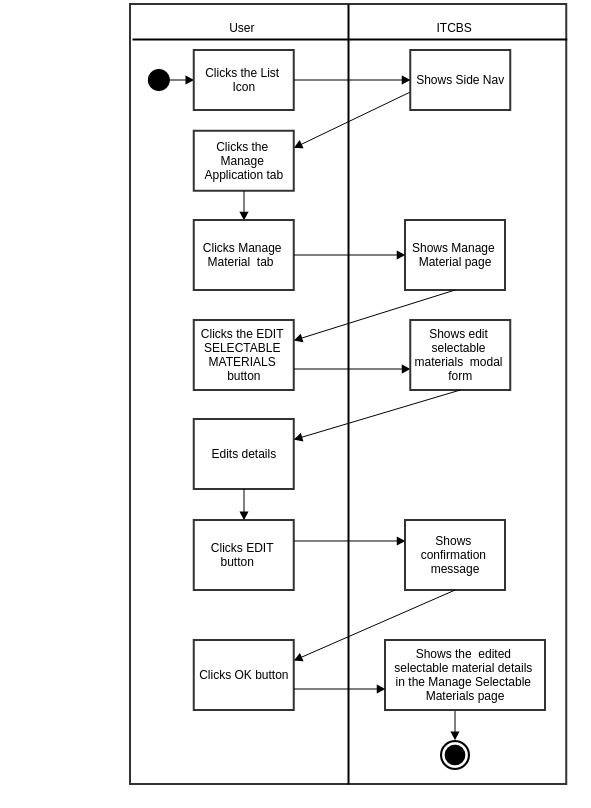 User
ITCBS
Clicks the List
Icon
Shows Side Nav
Clicks the
Manage
Application tab
Clicks Manage
Material tab
Shows Manage
Material page
Clicks the EDIT
SELECTABLE
MATERIALS
button
Shows edit
selectable
materials modal
form
Edits details
Clicks EDIT
button
Shows
confirmation
message
Clicks OK button
Shows the edited
selectable material details
in the Manage Selectable
Materials page